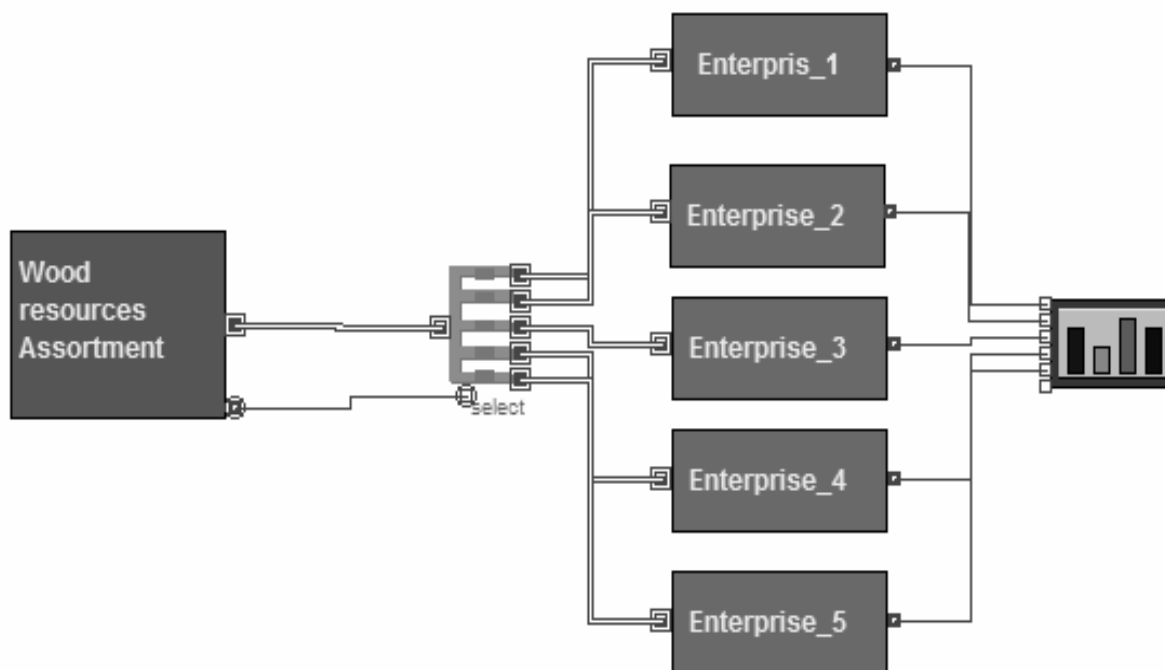 Enterpris_1
Enterprise_2
Wood
resources
Assortment
Enterprise_3
select
Enterprise_4
Enterprise_5